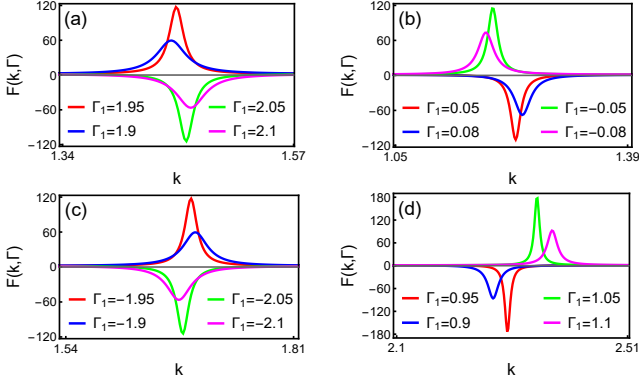 (a)
F(k,Γ)
120
60
0
-60
-120
Γ₁=1.95
Γ₁=2.05
Γ₁=1.9
Γ₁=2.1
1.34
1.57
k
(b)
F(k,Γ)
120
60
0
-60
-120
Γ₁=0.05
Γ₁=-0.05
Γ₁=0.08
Γ₁=-0.08
1.05
1.39
k
(c)
F(k,Γ)
120
60
0
-60
120
Γ₁=-1.95
Γ₁=-2.05
Γ₁=-1.9
Γ₁=-2.1
1.54
1.81
k
(d)
F(k,Γ)
180
120
60
0
-60
-120
-180
Γ₁=0.95
Γ₁=1.05
Γ₁=0.9
Γ₁=1.1
2.1
2.51
k